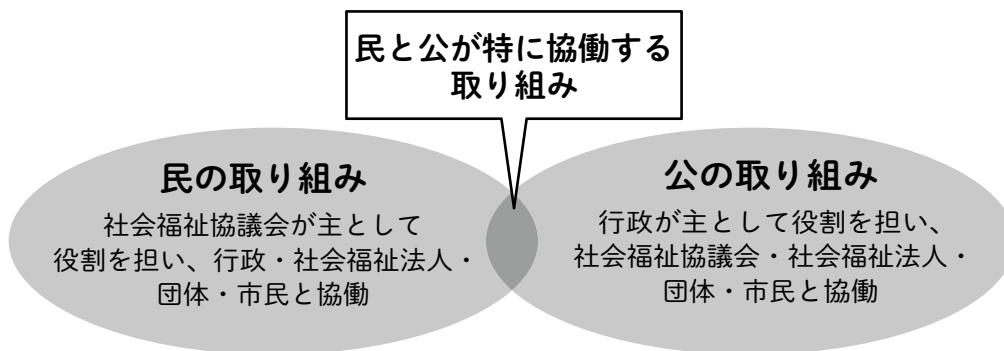 民と公が特に協働する
取り組み
民の取り組み
社会福祉協議会が主として
役割を担い、行政・社会福祉法人・
団体・市民と協働
公の取り組み
行政が主として役割を担い、
社会福祉協議会・社会福祉法人・
団体・市民と協働